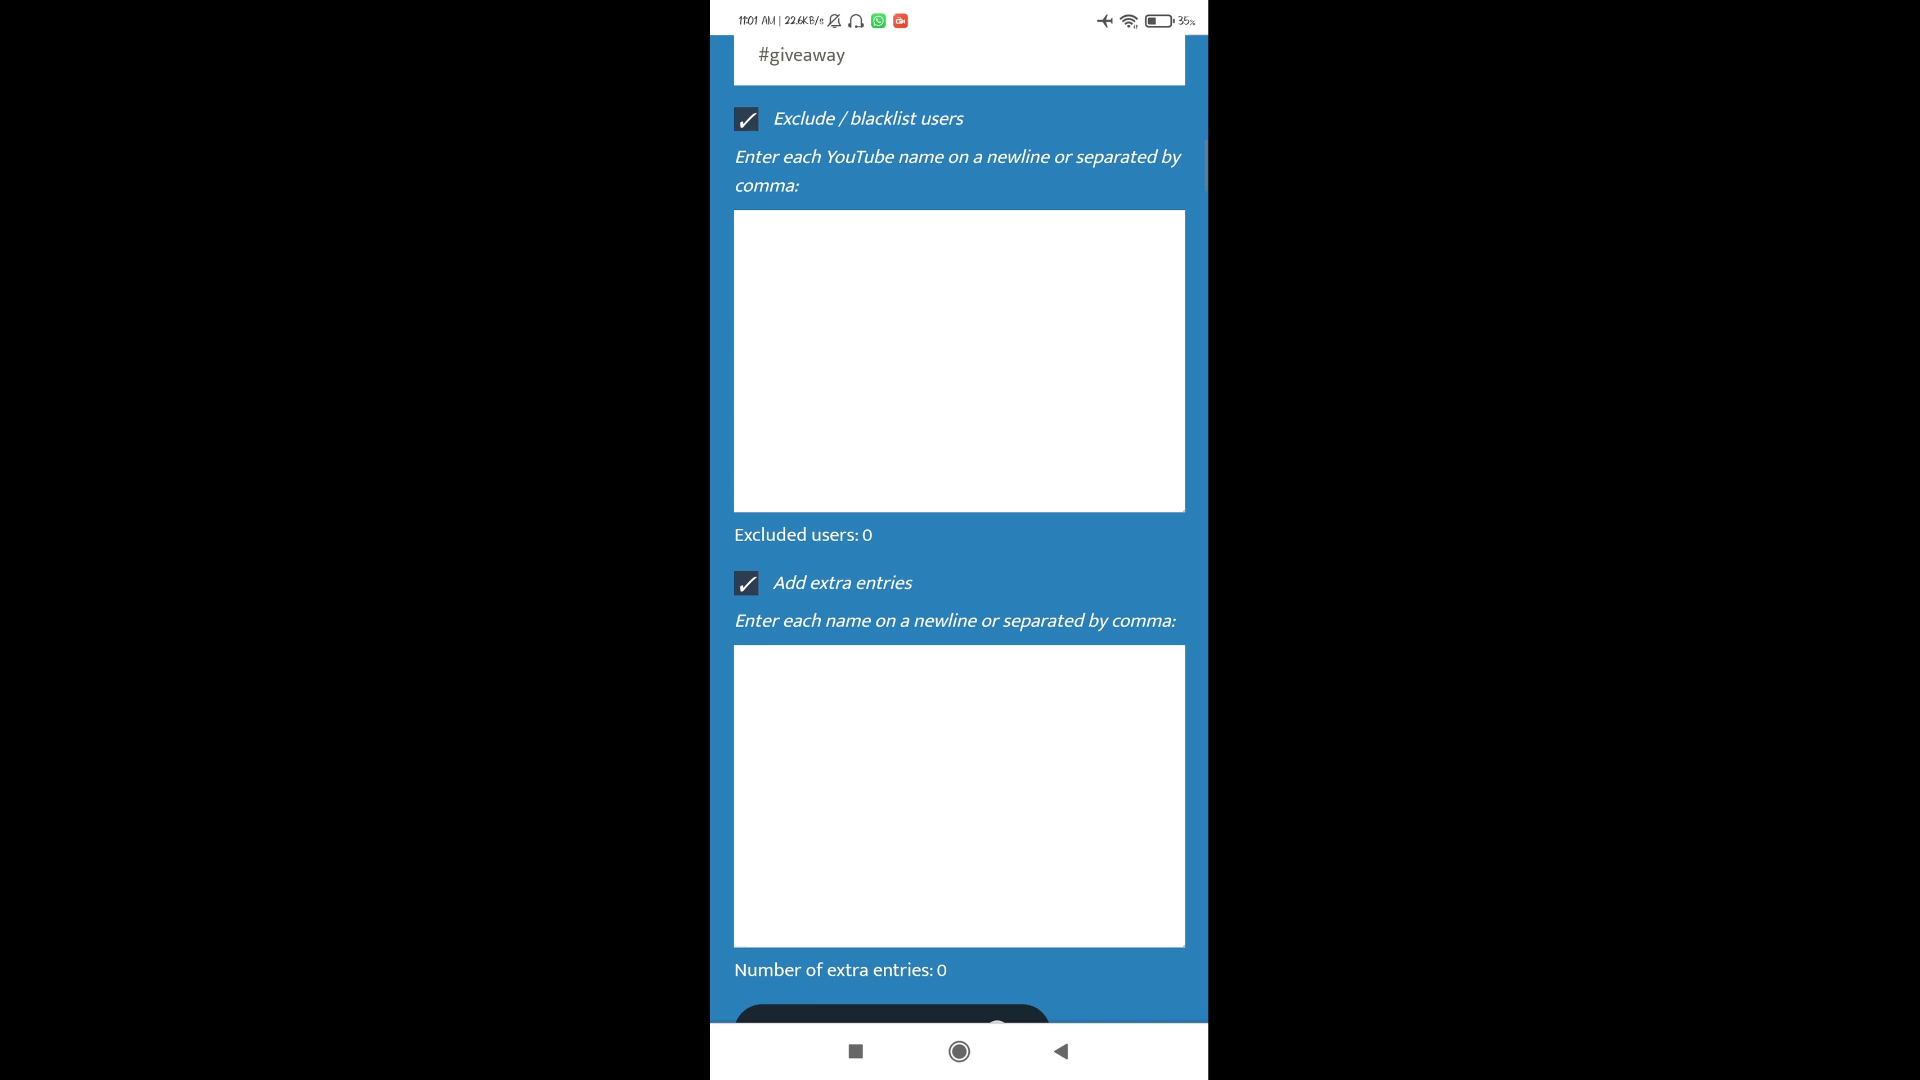 11:01 AM | 22.6KB/s 35%
#giveaway
Exclude / blacklist users
Enter each YouTube name on a newline or separated by
comma:
Excluded users: 0
Add extra entries
Enter each name on a newline or separated by comma:
Number of extra entries: 0